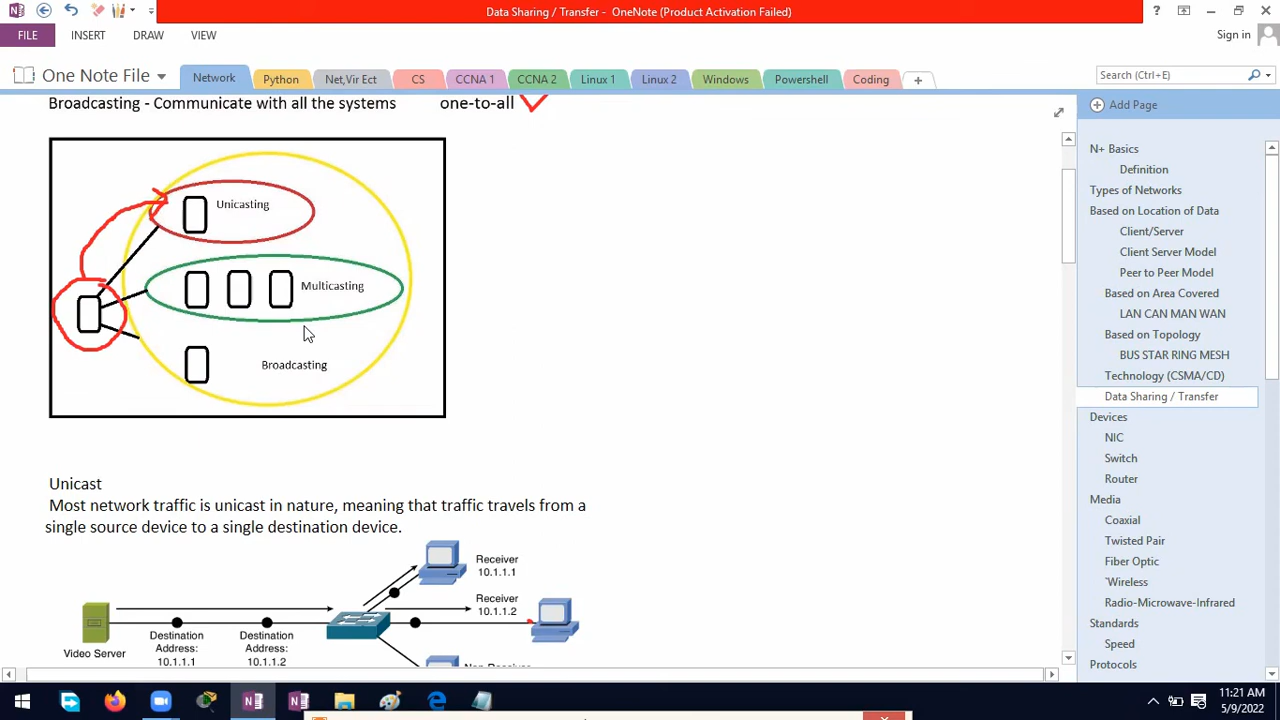 Data Sharing / Transfer - OneNote (Product Activation Failed)
?
FILE
INSERT
DRAW
VIEW
Sign in
One Note File
Network
Python
Net,Vir Ect
CS
CCNA 1
CCNA 2
Linux 1
Linux 2
Windows
Powershell
Coding
+
Search (Ctrl+E)
Broadcasting - Communicate with all the systems one-to-all
Unicasting
Multicasting
Broadcasting
Unicast
Most network traffic is unicast in nature, meaning that traffic travels from a
single source device to a single destination device.
Receiver
10.1.1.1
Receiver
10.1.1.2
Video Server
Destination
Address:
10.1.1.1
Destination
Address:
10.1.1.2
Add Page
N+ Basics
Definition
Types of Networks
Based on Location of Data
Client/Server
Client Server Model
Peer to Peer Model
Based on Area Covered
LAN CAN MAN WAN
Based on Topology
BUS STAR RING MESH
Technology (CSMA/CD)
Data Sharing / Transfer
Devices
NIC
Switch
Router
Media
Coaxial
Twisted Pair
Fiber Optic
`Wireless
Radio-Microwave-Infrared
Standards
Speed
Protocols
11:21 AM
5/9/2022